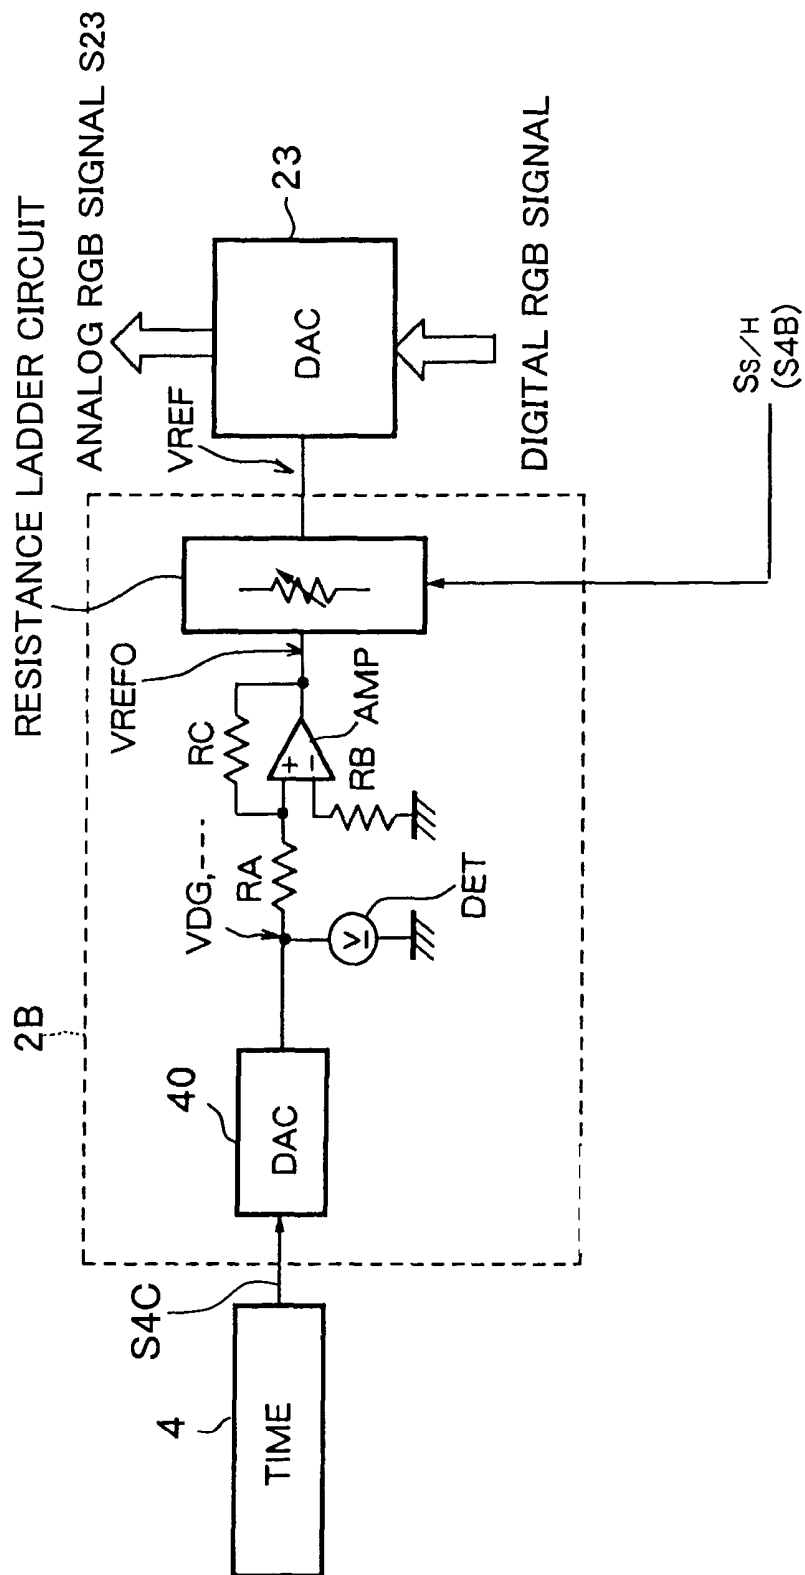 RESISTANCE LADDER CIRCUIT
ANALOG RGB SIGNAL S23
2B
VREFO
VREF
23
4
S4C
40
VDG,---
RA
RC
TIME
DAC
+
−
AMP
RB
DAC
V
DET
DIGITAL RGB SIGNAL
SS/H
(S4B)